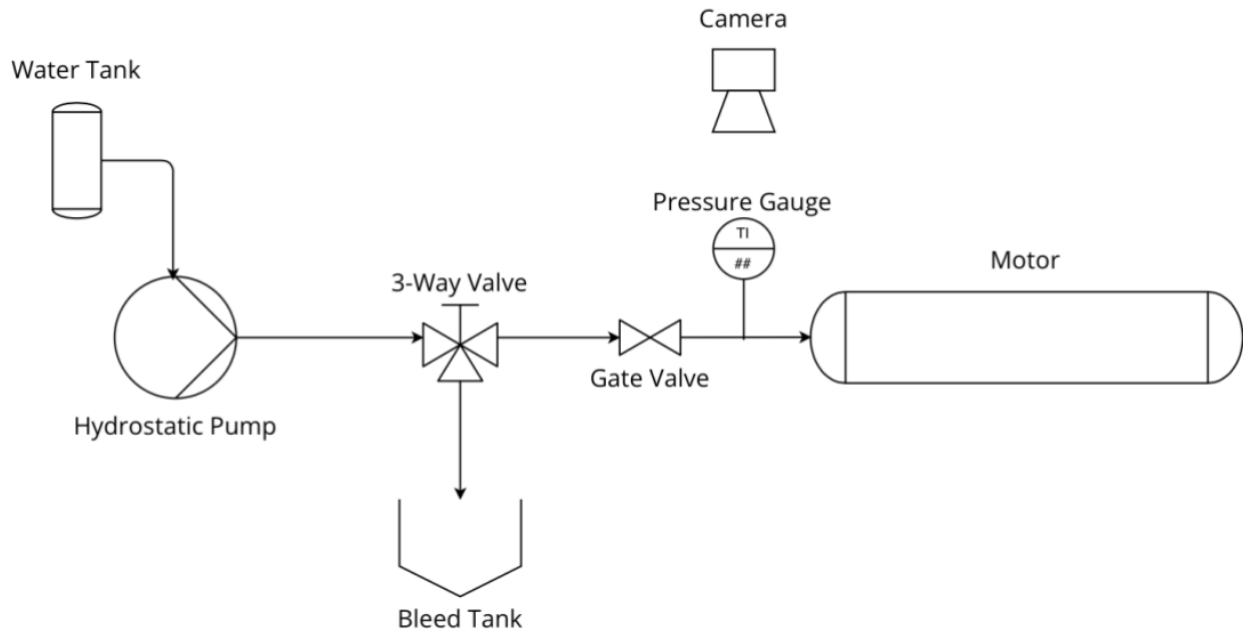 Camera
Water Tank
Pressure Gauge
TI
##
Motor
3-Way Valve
Gate Valve
Hydrostatic Pump
Bleed Tank